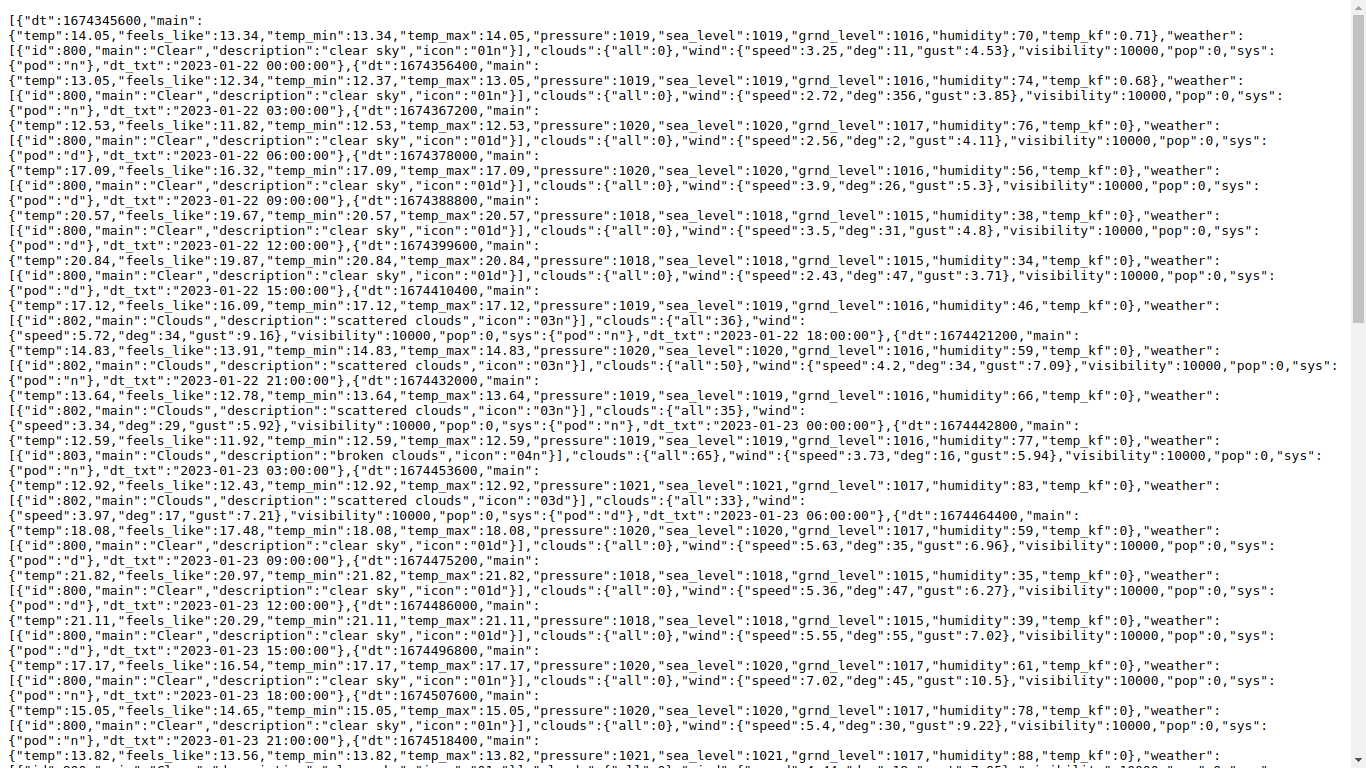 [{"dt":1674345600,"main":
{"temp":14.05,"feels_like":13.34,"temp_min":13.34,"temp_max":14.05,"pressure":1019,"sea_level":1019,"grnd_level":1016,"humidity":70,"temp_kf":0.71},"weather":
[{"id":800,"main":"Clear","description":"clear sky","icon":"01n"}],"clouds":{"all":0},"wind":{"speed":3.25,"deg":11,"gust":4.53},"visibility":10000,"pop":0,"sys":
{"pod":"n"},"dt_txt":"2023-01-22 00:00:00"},{"dt":1674356400,"main":
{"temp":13.05,"feels_like":12.34,"temp_min":12.37,"temp_max":13.05,"pressure":1019,"sea_level":1019,"grnd_level":1016,"humidity":74,"temp_kf":0.68},"weather":
[{"id":800,"main":"Clear","description":"clear sky","icon":"01n"}],"clouds":{"all":0},"wind":{"speed":2.72,"deg":356,"gust":3.85},"visibility":10000,"pop":0,"sys":
{"pod":"n"},"dt_txt":"2023-01-22 03:00:00"},{"dt":1674367200,"main":
{"temp":12.53,"feels_like":11.82,"temp_min":12.53,"temp_max":12.53,"pressure":1020,"sea_level":1020,"grnd_level":1017,"humidity":76,"temp_kf":0},"weather":
[{"id":800,"main":"Clear","description":"clear sky","icon":"01d"}],"clouds":{"all":0},"wind":{"speed":2.56,"deg":2,"gust":4.11},"visibility":10000,"pop":0,"sys":
{"pod":"d"},"dt_txt":"2023-01-22 06:00:00"},{"dt":1674378000,"main":
{"temp":17.09,"feels_like":16.32,"temp_min":17.09,"temp_max":17.09,"pressure":1020,"sea_level":1020,"grnd_level":1016,"humidity":56,"temp_kf":0},"weather":
[{"id":800,"main":"Clear","description":"clear sky","icon":"01d"}],"clouds":{"all":0},"wind":{"speed":3.9,"deg":26,"gust":5.3},"visibility":10000,"pop":0,"sys":
{"pod":"d"},"dt_txt":"2023-01-22 09:00:00"},{"dt":1674388800,"main":
{"temp":20.57,"feels_like":19.67,"temp_min":20.57,"temp_max":20.57,"pressure":1018,"sea_level":1018,"grnd_level":1015,"humidity":38,"temp_kf":0},"weather":
[{"id":800,"main":"Clear","description":"clear sky","icon":"01d"}],"clouds":{"all":0},"wind":{"speed":3.5,"deg":31,"gust":4.8},"visibility":10000,"pop":0,"sys":
{"pod":"d"},"dt_txt":"2023-01-22 12:00:00"},{"dt":1674399600,"main":
{"temp":20.84,"feels_like":19.87,"temp_min":20.84,"temp_max":20.84,"pressure":1018,"sea_level":1018,"grnd_level":1015,"humidity":34,"temp_kf":0},"weather":
[{"id":800,"main":"Clear","description":"clear sky","icon":"01d"}],"clouds":{"all":0},"wind":{"speed":2.43,"deg":47,"gust":3.71},"visibility":10000,"pop":0,"sys":
{"pod":"d"},"dt_txt":"2023-01-22 15:00:00"},{"dt":1674410400,"main":
{"temp":17.12,"feels_like":16.09,"temp_min":17.12,"temp_max":17.12,"pressure":1019,"sea_level":1019,"grnd_level":1016,"humidity":46,"temp_kf":0},"weather":
[{"id":802,"main":"Clouds","description":"scattered clouds","icon":"03n"}],"clouds":{"all":36},"wind":
{"speed":5.72,"deg":34,"gust":9.16},"visibility":10000,"pop":0,"sys":{"pod":"n"},"dt_txt":"2023-01-22 18:00:00"},{"dt":1674421200,"main":
{"temp":14.83,"feels_like":13.91,"temp_min":14.83,"temp_max":14.83,"pressure":1020,"sea_level":1020,"grnd_level":1016,"humidity":59,"temp_kf":0},"weather":
[{"id":802,"main":"Clouds","description":"scattered clouds","icon":"03n"}],"clouds":{"all":50},"wind":{"speed":4.2,"deg":34,"gust":7.09},"visibility":10000,"pop":0,"sys":
{"pod":"n"},"dt_txt":"2023-01-22 21:00:00"},{"dt":1674432000,"main":
{"temp":13.64,"feels_like":12.78,"temp_min":13.64,"temp_max":13.64,"pressure":1019,"sea_level":1019,"grnd_level":1016,"humidity":66,"temp_kf":0},"weather":
[{"id":802,"main":"Clouds","description":"scattered clouds","icon":"03n"}],"clouds":{"all":35},"wind":
{"speed":3.34,"deg":29,"gust":5.92},"visibility":10000,"pop":0,"sys":{"pod":"n"},"dt_txt":"2023-01-23 00:00:00"},{"dt":1674442800,"main":
{"temp":12.59,"feels_like":11.92,"temp_min":12.59,"temp_max":12.59,"pressure":1019,"sea_level":1019,"grnd_level":1016,"humidity":77,"temp_kf":0},"weather":
[{"id":803,"main":"Clouds","description":"broken clouds","icon":"04n"}],"clouds":{"all":65},"wind":{"speed":3.73,"deg":16,"gust":5.94},"visibility":10000,"pop":0,"sys":
{"pod":"n"},"dt_txt":"2023-01-23 03:00:00"},{"dt":1674453600,"main":
{"temp":12.92,"feels_like":12.43,"temp_min":12.92,"temp_max":12.92,"pressure":1021,"sea_level":1021,"grnd_level":1017,"humidity":83,"temp_kf":0},"weather":
[{"id":802,"main":"Clouds","description":"scattered clouds","icon":"03d"}],"clouds":{"all":33},"wind":
{"speed":3.97,"deg":17,"gust":7.21},"visibility":10000,"pop":0,"sys":{"pod":"d"},"dt_txt":"2023-01-23 06:00:00"},{"dt":1674464400,"main":
{"temp":18.08,"feels_like":17.48,"temp_min":18.08,"temp_max":18.08,"pressure":1020,"sea_level":1020,"grnd_level":1017,"humidity":59,"temp_kf":0},"weather":
[{"id":800,"main":"Clear","description":"clear sky","icon":"01d"}],"clouds":{"all":0},"wind":{"speed":5.63,"deg":35,"gust":6.96},"visibility":10000,"pop":0,"sys":
{"pod":"d"},"dt_txt":"2023-01-23 09:00:00"},{"dt":1674475200,"main":
{"temp":21.82,"feels_like":20.97,"temp_min":21.82,"temp_max":21.82,"pressure":1018,"sea_level":1018,"grnd_level":1015,"humidity":35,"temp_kf":0},"weather":
[{"id":800,"main":"Clear","description":"clear sky","icon":"01d"}],"clouds":{"all":0},"wind":{"speed":5.36,"deg":47,"gust":6.27},"visibility":10000,"pop":0,"sys":
{"pod":"d"},"dt_txt":"2023-01-23 12:00:00"},{"dt":1674486000,"main":
{"temp":21.11,"feels_like":20.29,"temp_min":21.11,"temp_max":21.11,"pressure":1018,"sea_level":1018,"grnd_level":1015,"humidity":39,"temp_kf":0},"weather":
[{"id":800,"main":"Clear","description":"clear sky","icon":"01d"}],"clouds":{"all":0},"wind":{"speed":5.55,"deg":55,"gust":7.02},"visibility":10000,"pop":0,"sys":
{"pod":"d"},"dt_txt":"2023-01-23 15:00:00"},{"dt":1674496800,"main":
{"temp":17.17,"feels_like":16.54,"temp_min":17.17,"temp_max":17.17,"pressure":1020,"sea_level":1020,"grnd_level":1017,"humidity":61,"temp_kf":0},"weather":
[{"id":800,"main":"Clear","description":"clear sky","icon":"01n"}],"clouds":{"all":0},"wind":{"speed":7.02,"deg":45,"gust":10.5},"visibility":10000,"pop":0,"sys":
{"pod":"n"},"dt_txt":"2023-01-23 18:00:00"},{"dt":1674507600,"main":
{"temp":15.05,"feels_like":14.65,"temp_min":15.05,"temp_max":15.05,"pressure":1020,"sea_level":1020,"grnd_level":1017,"humidity":78,"temp_kf":0},"weather":
[{"id":800,"main":"Clear","description":"clear sky","icon":"01n"}],"clouds":{"all":0},"wind":{"speed":5.4,"deg":30,"gust":9.22},"visibility":10000,"pop":0,"sys":
{"pod":"n"},"dt_txt":"2023-01-23 21:00:00"},{"dt":1674518400,"main":
{"temp":13.82,"feels_like":13.56,"temp_min":13.82,"temp_max":13.82,"pressure":1021,"sea_level":1021,"grnd_level":1017,"humidity":88,"temp_kf":0},"weather":